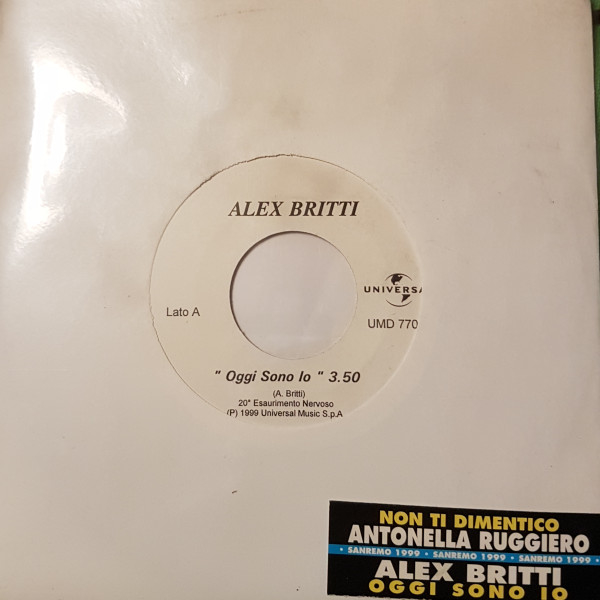 ALEX BRITTI
UNIVERSA
Lato A
UMD 770
" Oggi Sono Io " 3.50
(A. Britti)
20" Esaurimento Nervoso
(P) 1999 Universal Music S.p.A
NON TI DIMENTICO
ANTONELLA RUGGIERO
• SANREMO 1999 • SANREMO 1999 • SANREMO 1999 •
ALEX BRITTI
OGGI SONO IO